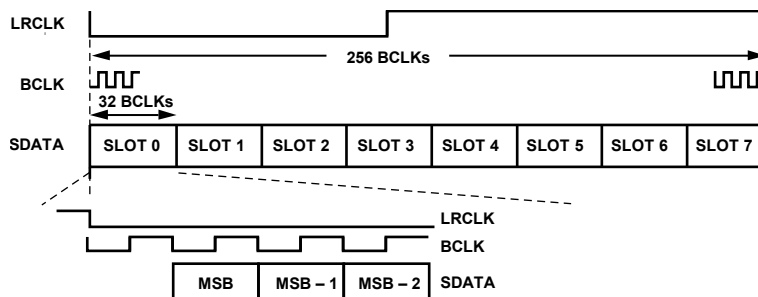 LRCLK
256 BCLKs
BCLK
32 BCLKs
SDATA SLOT 0 SLOT 1 SLOT 2 SLOT 3 SLOT 4 SLOT 5 SLOT 6 SLOT 7
LRCLK
BCLK
MSB MSB – 1 MSB – 2 SDATA